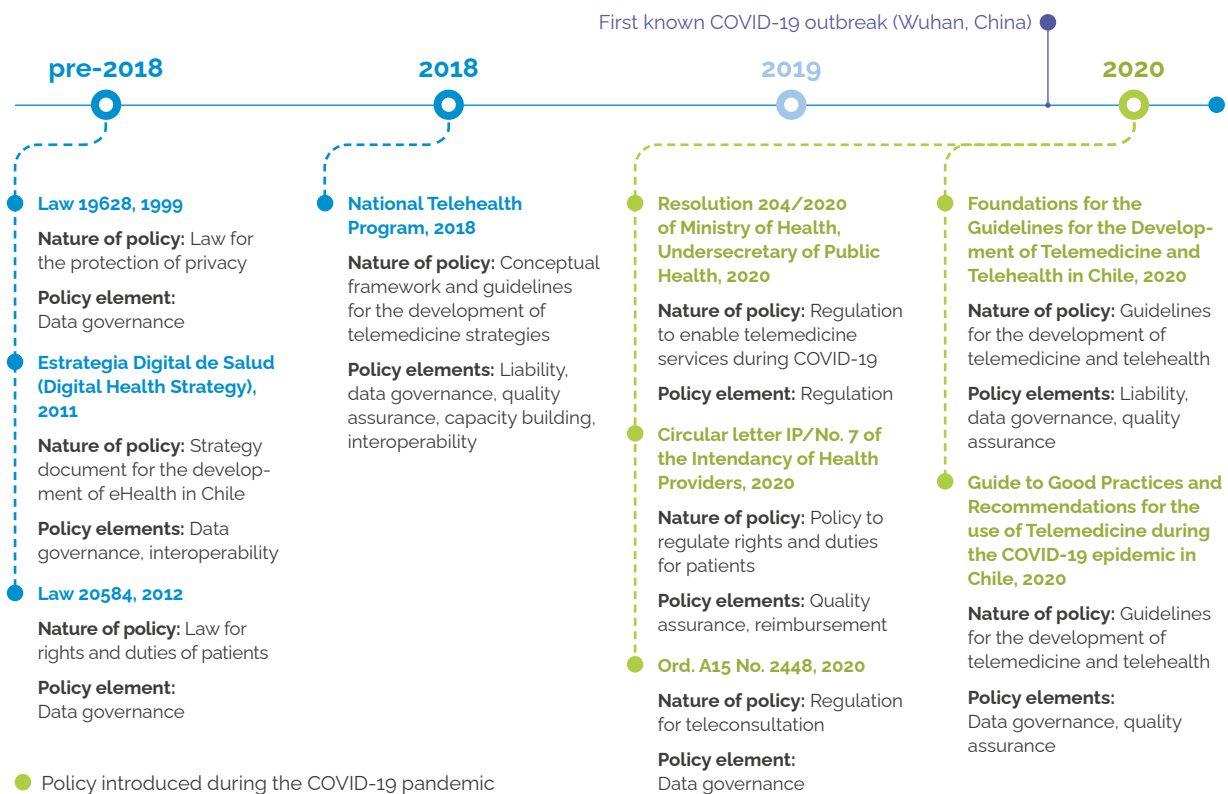 First known COVID-19 outbreak (Wuhan, China)
pre-2018
2018
2019
2020
Law 19628, 1999
Nature of policy: Law for
the protection of privacy
Policy element:
Data governance
Estrategia Digital de Salud
(Digital Health Strategy),
2011
Nature of policy: Strategy
document for the develop-
ment of eHealth in Chile
Policy elements: Data
governance, interoperability
Law 20584, 2012
Nature of policy: Law for
rights and duties of patients
Policy element:
Data governance
National Telehealth
Program, 2018
Nature of policy: Conceptual
framework and guidelines
for the development of
telemedicine strategies
Policy elements: Liability,
data governance, quality
assurance, capacity building,
interoperability
Resolution 204/2020
of Ministry of Health,
Undersecretary of Public
Health, 2020
Nature of policy: Regulation
to enable telemedicine
services during COVID-19
Policy element: Regulation
Circular letter IP/No. 7 of
the Intendancy of Health
Providers, 2020
Nature of policy: Policy to
regulate rights and duties
for patients
Policy elements: Quality
assurance, reimbursement
Ord. A15 No. 2448, 2020
Nature of policy: Regulation
for teleconsultation
Policy element:
Data governance
Foundations for the
Guidelines for the Develop-
ment of Telemedicine and
Telehealth in Chile, 2020
Nature of policy: Guidelines
for the development of
telemedicine and telehealth
Policy elements: Liability,
data governance, quality
assurance
Guide to Good Practices and
Recommendations for the
use of Telemedicine during
the COVID-19 epidemic in
Chile, 2020
Nature of policy: Guidelines
for the development of
telemedicine and telehealth
Policy elements:
Data governance, quality
assurance
Policy introduced during the COVID-19 pandemic